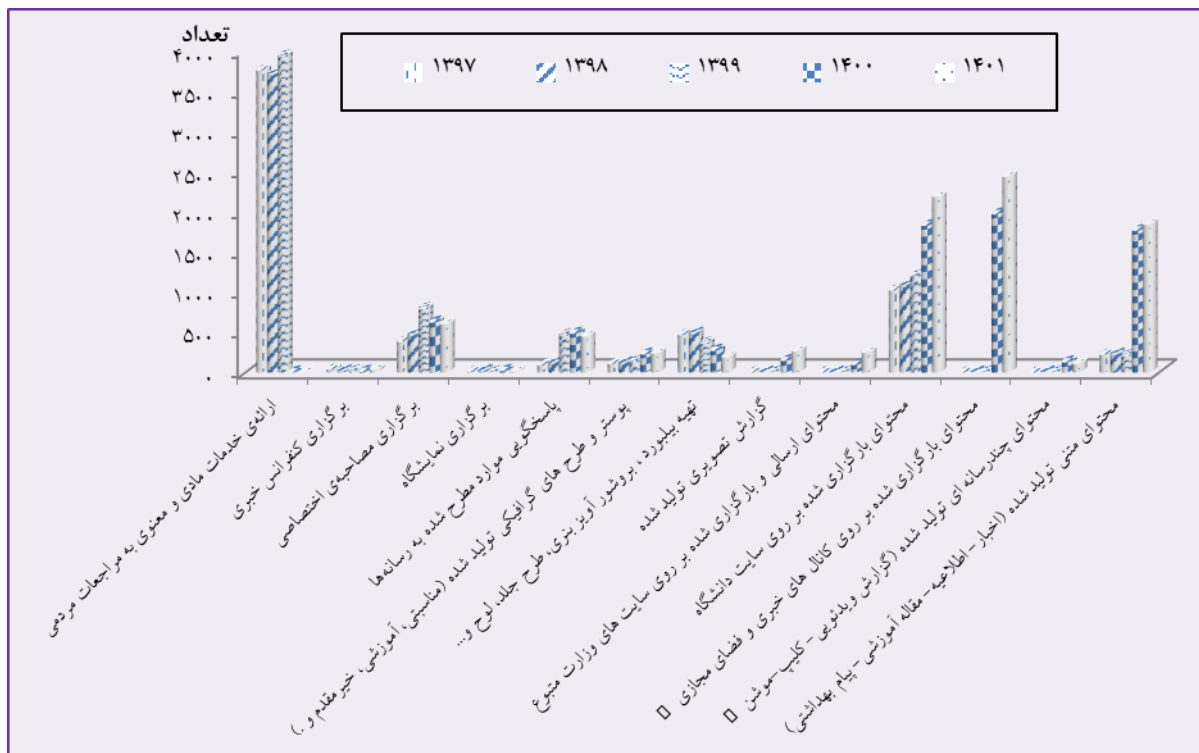 تعداد
۱۳۹۷ ۱۳۹۸ ۱۳۹۹ ۱۴۰۰ ۱۴۰۱
۴۰۰۰
۳۵۰۰
۳۰۰۰
۲۵۰۰
۲۰۰۰
۱۵۰۰
۱۰۰۰
۵۰۰
۰
ارائه‌ی خدمات مادی و معنوی به مراجعات مردمی
برگزاری کنفرانس خبری
برگزاری مصاحبه‌ی اختصاصی
برگزاری نمایشگاه
پاسخگویی موارد مطرح شده به رسانه‌ها
پوستر و طرح های گرافیکی تولید شده (مناسبتی، آموزشی، خیرمقدم و .)
تهیه بیلبورد، بروشور آویز بنری، طرح جلد، لوح و...
گزارش تصویری تولید شده
محتوای ارسالی و بارگزاری شده بر روی سایت های وزارت متبوع
محتوای بارگزاری شده بر روی سایت دانشگاه
محتوای بارگزاری شده بر روی کانال های خبری و فضای مجازی
محتوای چندرسانه ای تولید شده (گزارش ویدئویی - کلیپ-موشن
محتوای متنی تولید شده (اخبار - اطلاعیه - مقاله آموزشی - پیام بهداشتی)